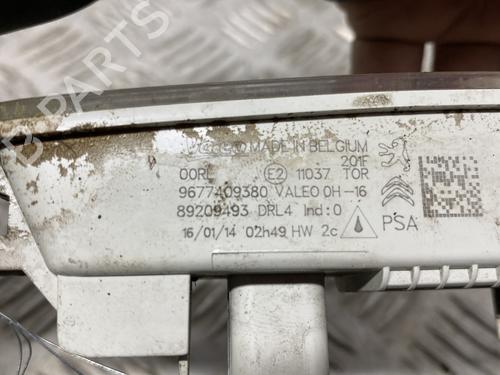 Valeo MADE IN BELGIUM
201F
00RL E2 11037 TOR
9677409380 VALEO 0H-16
89209493 DRL4 Ind:0
16/01/14 02h49 HW 2c
PSA
PARTS